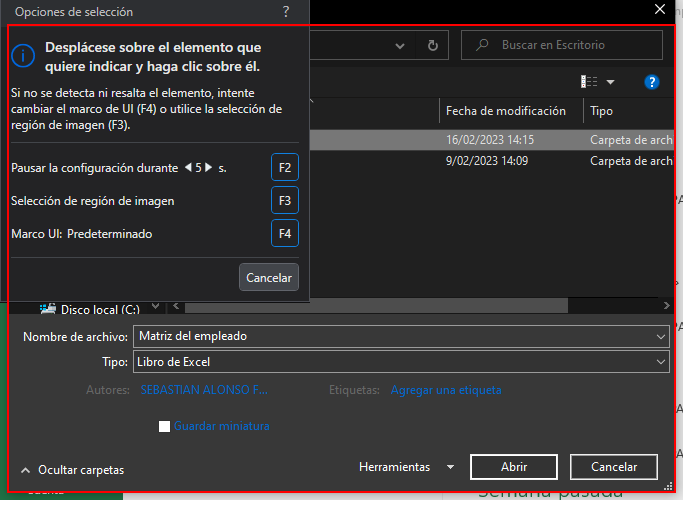 Opciones de selección ?
Desplácese sobre el elemento que
quiere indicar y haga clic sobre él.
Si no se detecta ni resalta el elemento, intente
cambiar el marco de UI (F4) o utilice la selección de
región de imagen (F3).
Pausar la configuración durante 5 s. F2
Selección de región de imagen F3
Marco UI: Predeterminado F4
Cancelar
Buscar en Escritorio
Fecha de modificación Tipo
16/02/2023 14:15 Carpeta de arch
9/02/2023 14:09 Carpeta de arch
Disco local (C:)
Nombre de archivo: Matriz del empleado
Tipo: Libro de Excel
Autores: SEBASTIAN ALONSO F... Etiquetas: Agregar una etiqueta
Guardar miniatura
Ocultar carpetas Herramientas Abrir Cancelar
Semana pasada